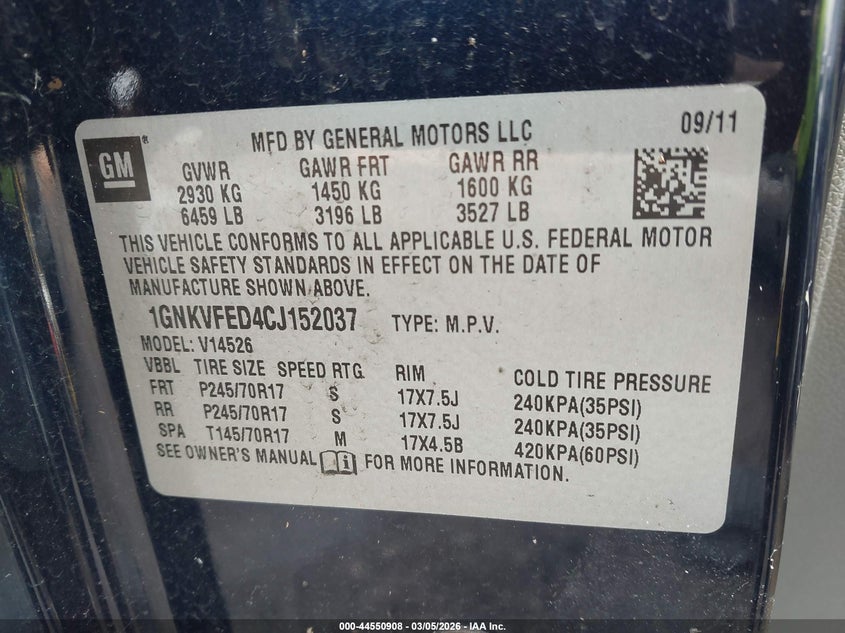 MFD BY GENERAL MOTORS LLC 09/11
GM®
GVWR GAWR FRT GAWR RR
2930 KG 1450 KG 1600 KG
6459 LB 3196 LB 3527 LB
THIS VEHICLE CONFORMS TO ALL APPLICABLE U.S. FEDERAL MOTOR
VEHICLE SAFETY STANDARDS IN EFFECT ON THE DATE OF
MANUFACTURE SHOWN ABOVE.
1GNKVFED4CJ152037 TYPE: M.P.V.
MODEL: V14526
VBBL TIRE SIZE SPEED RTG RIM COLD TIRE PRESSURE
FRT P245/70R17 S 17X7.5J 240KPA(35PSI)
RR P245/70R17 S 17X7.5J 240KPA(35PSI)
SPA T145/70R17 M 17X4.5B 420KPA(60PSI)
SEE OWNER'S MANUAL FOR MORE INFORMATION.
000-44550908 - 03/05/2026 - IAA Inc.